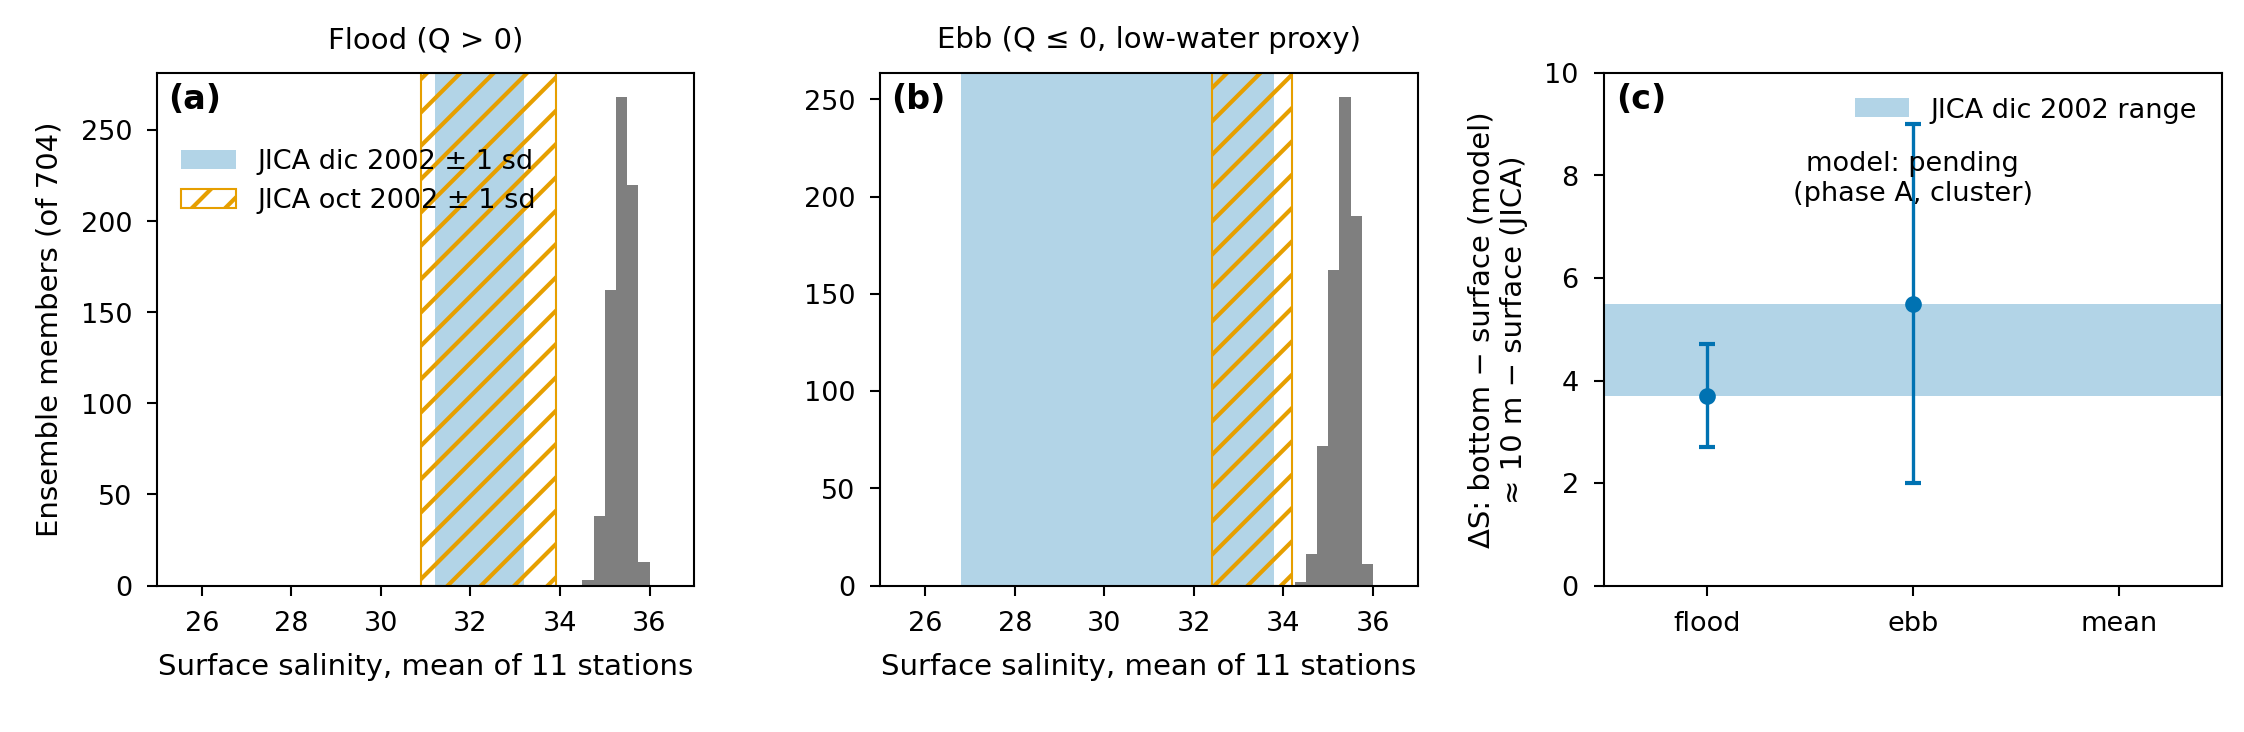 Flood (Q > 0)
(a)
JICA dic 2002 ± 1 sd
JICA oct 2002 ± 1 sd
Ensemble members (of 704)
250
200
150
100
50
0
26 28 30 32 34 36
Surface salinity, mean of 11 stations
Ebb (Q ≤ 0, low-water proxy)
(b)
250
200
150
100
50
0
26 28 30 32 34 36
Surface salinity, mean of 11 stations
(c)
JICA dic 2002 range
model: pending
(phase A, cluster)
ΔS: bottom − surface (model)
≈ 10 m − surface (JICA)
10
8
6
4
2
0
flood ebb mean